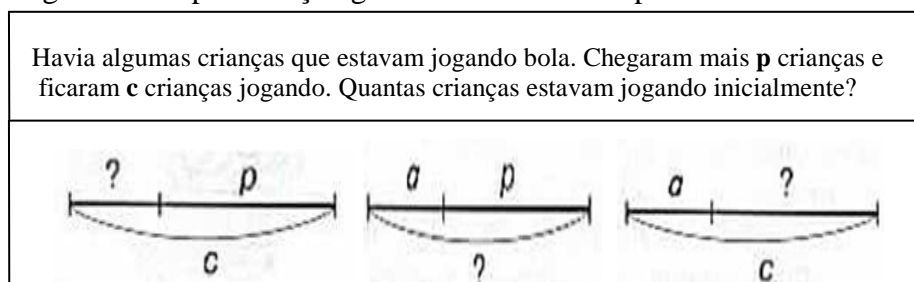 Havia algumas crianças que estavam jogando bola. Chegaram mais p crianças e
ficaram c crianças jogando. Quantas crianças estavam jogando inicialmente?
? p a p a ?
c ? c